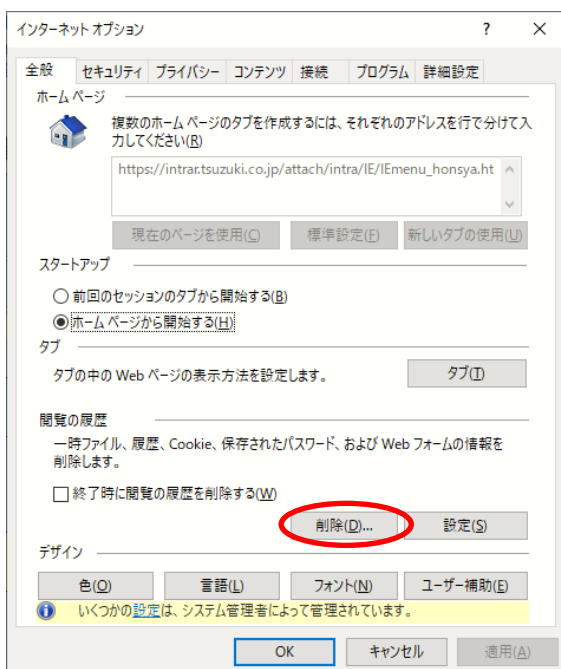 インターネット オプション ? ×
全般 セキュリティ プライバシー コンテンツ 接続 プログラム 詳細設定
ホーム ページ
複数のホーム ページのタブを作成するには、それぞれのアドレスを行で分けて入
力してください(R)
https://intrar.tsuzuki.co.jp/attach/intra/IE/IEmenu_honsya.ht
現在のページを使用(C) 標準設定(F) 新しいタブの使用(U)
スタートアップ
前回のセッションのタブから開始する(B)
ホーム ページから開始する(H)
タブ
タブの中の Web ページの表示方法を設定します。 タブ(T)
閲覧の履歴
一時ファイル、履歴、Cookie、保存されたパスワード、および Web フォームの情報を
削除します。
終了時に閲覧の履歴を削除する(W)
削除(D)... 設定(S)
デザイン
色(O) 言語(L) フォント(N) ユーザー補助(E)
いくつかの設定は、システム管理者によって管理されています。
OK キャンセル 適用(A)